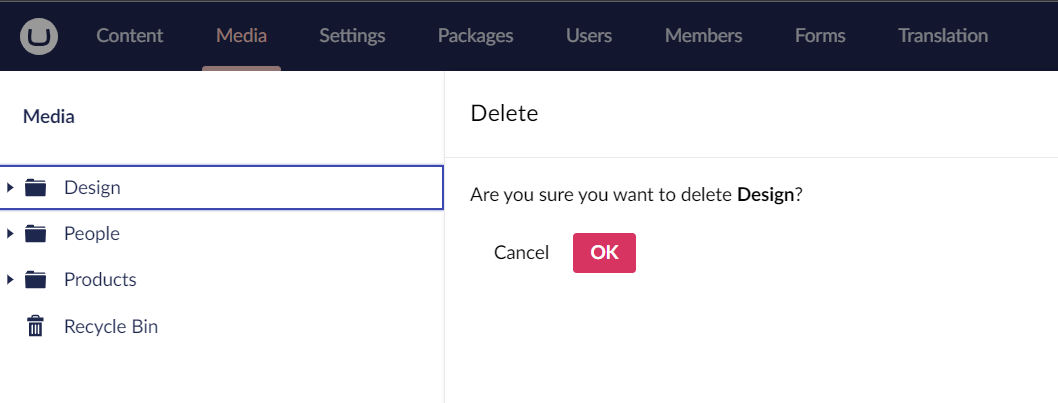 Content Media Settings Packages Users Members Forms Translation
Media
Design
People
Products
Recycle Bin
Delete
Are you sure you want to delete Design?
Cancel OK